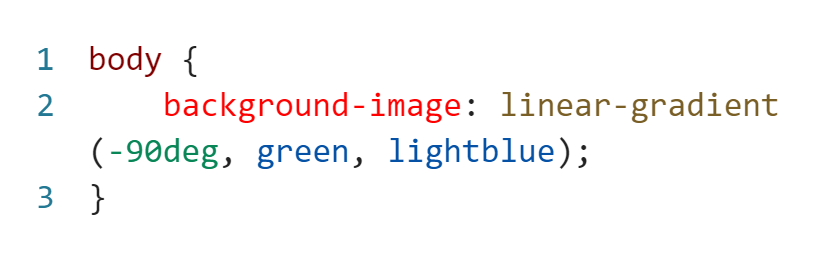 1 body {
2 background-image: linear-gradient
(-90deg, green, lightblue);
3 }